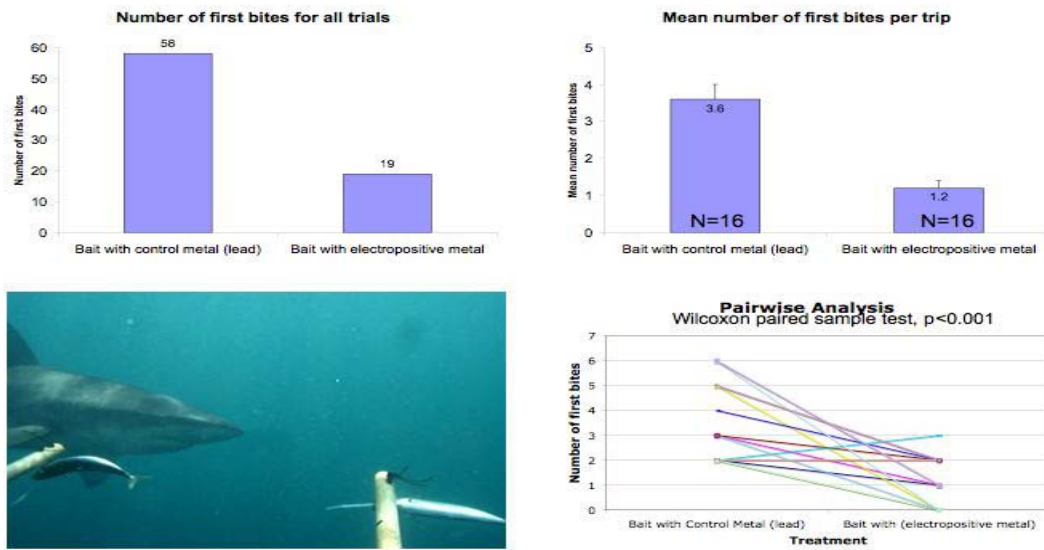 Number of first bites for all trials
Number of first bites
60
50
40
30
20
10
0
58
19
Bait with control metal (lead)
Bait with electropositive metal
Mean number of first bites per trip
Mean number of first bites
5
4
3
2
1
0
3.6
1.2
N=16
N=16
Bait with control metal (lead)
Bait with electropositive metal
Pairwise Analysis
Wilcoxon paired sample test, p<0.001
Number of first bites
7
6
5
4
3
2
1
0
Bait with Control Metal (lead)
Bait with (electropositive metal)
Treatment